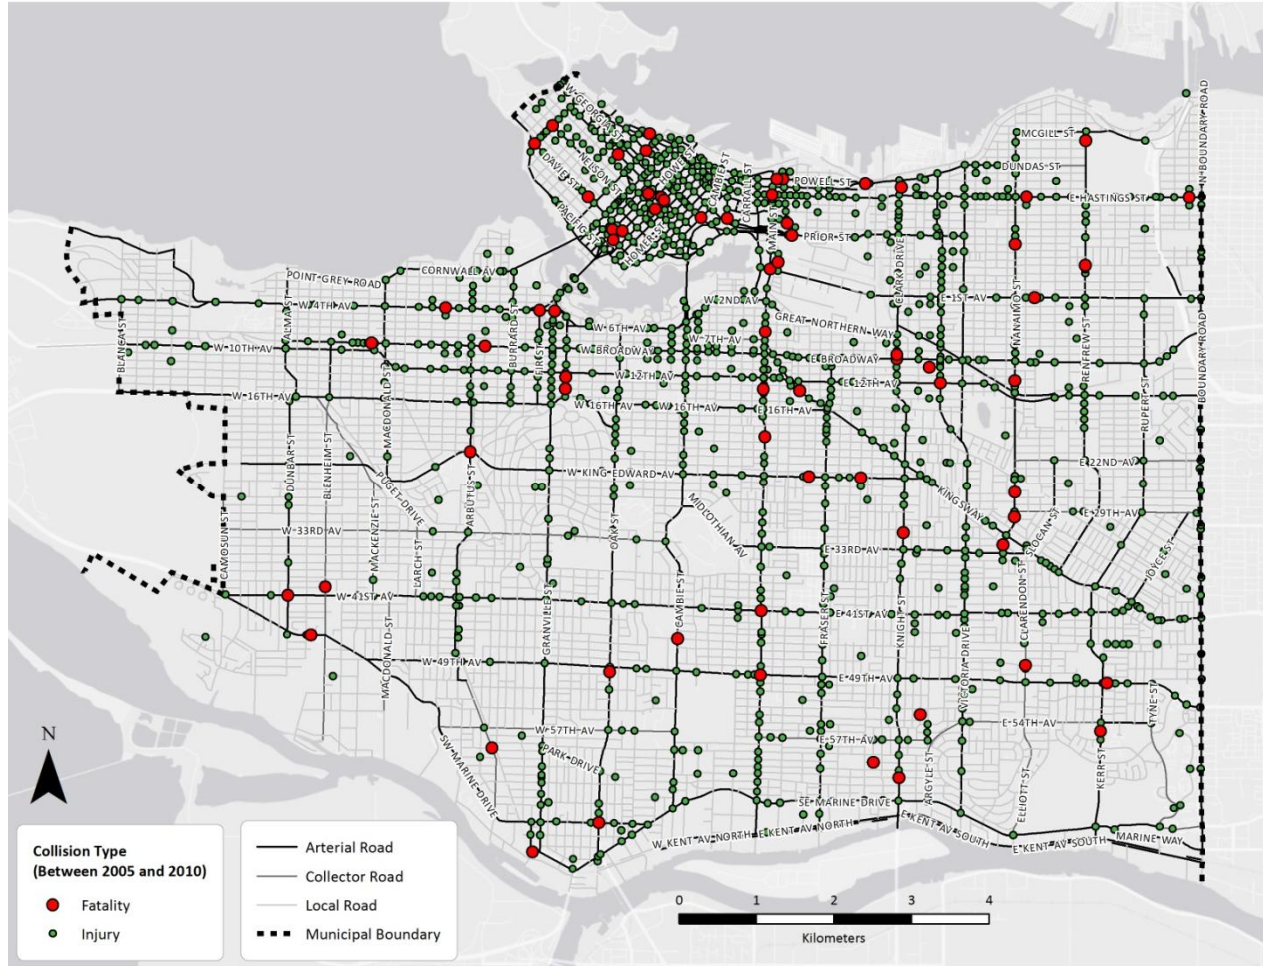 W GEORGIA ST
NELSON ST
DAVIE ST
PACIFIC ST
HOWE ST
HOMER ST
CAMBIE ST
CARRALL ST
MAIN ST
POWELL ST
PRIOR ST
MCGILL ST
DUNDAS ST
E HASTINGS ST
N BOUNDARY ROAD
CLARK DRIVE
E 1ST AV
NANAIMO ST
RENFREW ST
RUPERT ST
BOUNDARY ROAD
POINT GREY ROAD
CORNWALL AV
W 4TH AV
ALMA ST
BLANCA ST
W 10TH AV
MACDONALD ST
BURRARD ST
FIR ST
W 2ND AV
W 6TH AV
W 7TH AV
W BROADWAY
GREAT NORTHERN WAY
E BROADWAY
W 12TH AV
E 12TH AV
W 16TH AV
W 16TH AV
W 16TH AV
E 16TH AV
DUNBAR ST
BLENHEIM ST
PUGET DRIVE
ARBUTUS ST
W KING EDWARD AV
KINGSWAY
E 22ND AV
E 29TH AV
SLOCAN ST
JOYCE ST
MIDLOTHIAN AV
OAK ST
CAMOSUN ST
W 33RD AV
E 33RD AV
MACKENZIE ST
LARCH ST
W 41ST AV
E 41ST AV
GRANVILLE ST
CAMBIE ST
FRASER ST
KNIGHT ST
VICTORIA DRIVE
CLARENDON ST
MACDONALD ST
W 49TH AV
E 49TH AV
TYNE ST
KERR ST
W 57TH AV
PARK DRIVE
E 57TH AV
E 54TH AV
ARGYLE ST
ELLIOTT ST
SW MARINE DRIVE
SE MARINE DRIVE
W KENT AV NORTH
E KENT AV NORTH
E KENT AV SOUTH
E KENT AV SOUTH
MARINE WAY
N
Collision Type
(Between 2005 and 2010)
Fatality
Injury
Arterial Road
Collector Road
Local Road
Municipal Boundary
0 1 2 3 4
Kilometers